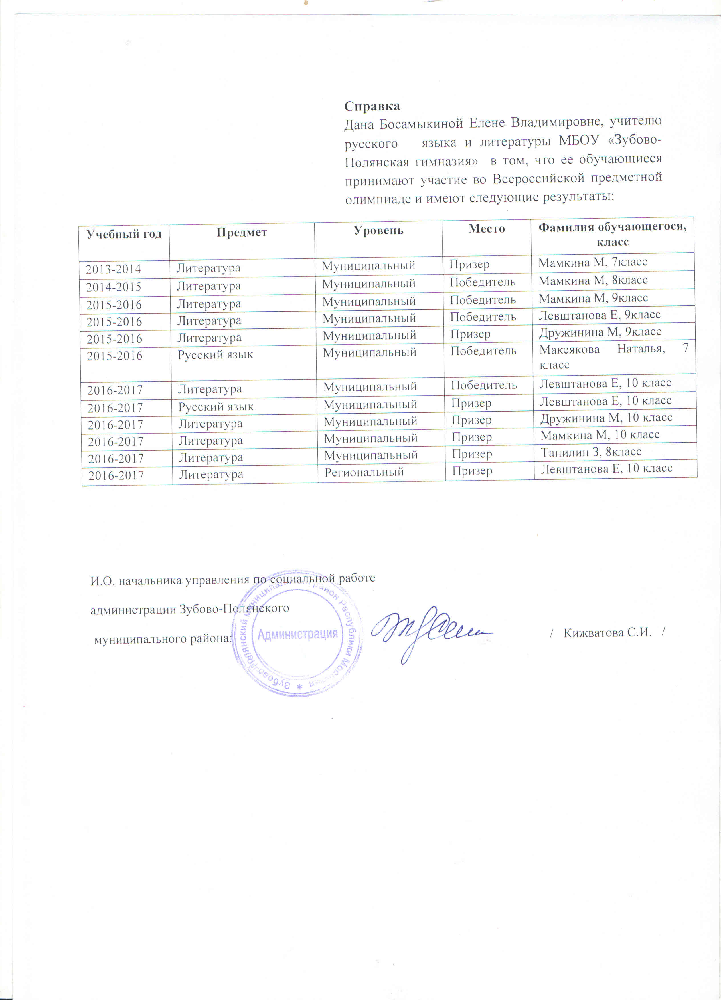 Справка
Дана Босамыкиной Елене Владимировне, учителю
русского языка и литературы МБОУ «Зубово-
Полянская гимназия» в том, что ее обучающиеся
принимают участие во Всероссийской предметной
олимпиаде и имеют следующие результаты:
Учебный год Предмет Уровень Место Фамилия обучающегося,
класс
2013-2014 Литература Муниципальный Призер Мамкина М, 7класс
2014-2015 Литература Муниципальный Победитель Мамкина М, 8класс
2015-2016 Литература Муниципальный Победитель Мамкина М, 9класс
2015-2016 Литература Муниципальный Победитель Левштанова Е, 9класс
2015-2016 Литература Муниципальный Призер Дружинина М, 9класс
2015-2016 Русский язык Муниципальный Победитель Максякова Наталья, 7
класс
2016-2017 Литература Муниципальный Победитель Левштанова Е, 10 класс
2016-2017 Русский язык Муниципальный Призер Левштанова Е, 10 класс
2016-2017 Литература Муниципальный Призер Дружинина М, 10 класс
2016-2017 Литература Муниципальный Призер Мамкина М, 10 класс
2016-2017 Литература Муниципальный Призер Тапилин З, 8класс
2016-2017 Литература Региональный Призер Левштанова Е, 10 класс
И.О. начальника управления по социальной работе
администрации Зубово-Полянского
муниципального района: / Кижватова С.И. /
Зубово-Полянский муниципальный район Республики Мордовия *
Администрация